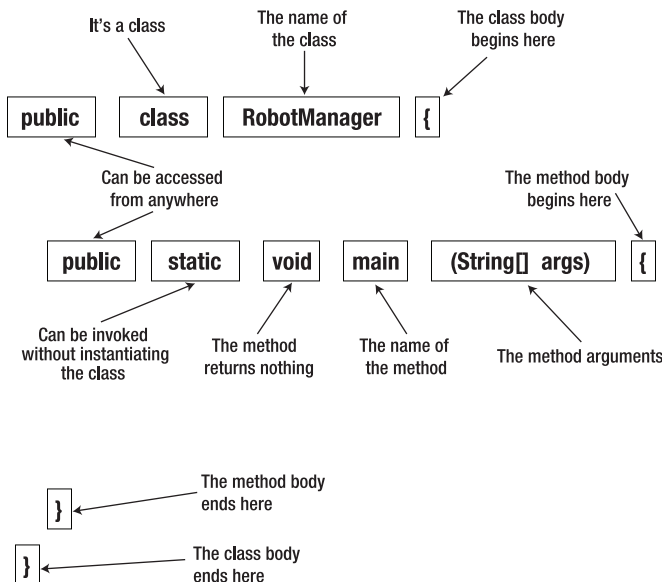 It's a class
The name of
the class
The class body
begins here
public class RobotManager {
Can be accessed
from anywhere
The method body
begins here
public static void main (String[] args) {
Can be invoked
without instantiating
the class
The method
returns nothing
The name of
the method
The method arguments
}
The method body
ends here
}
The class body
ends here